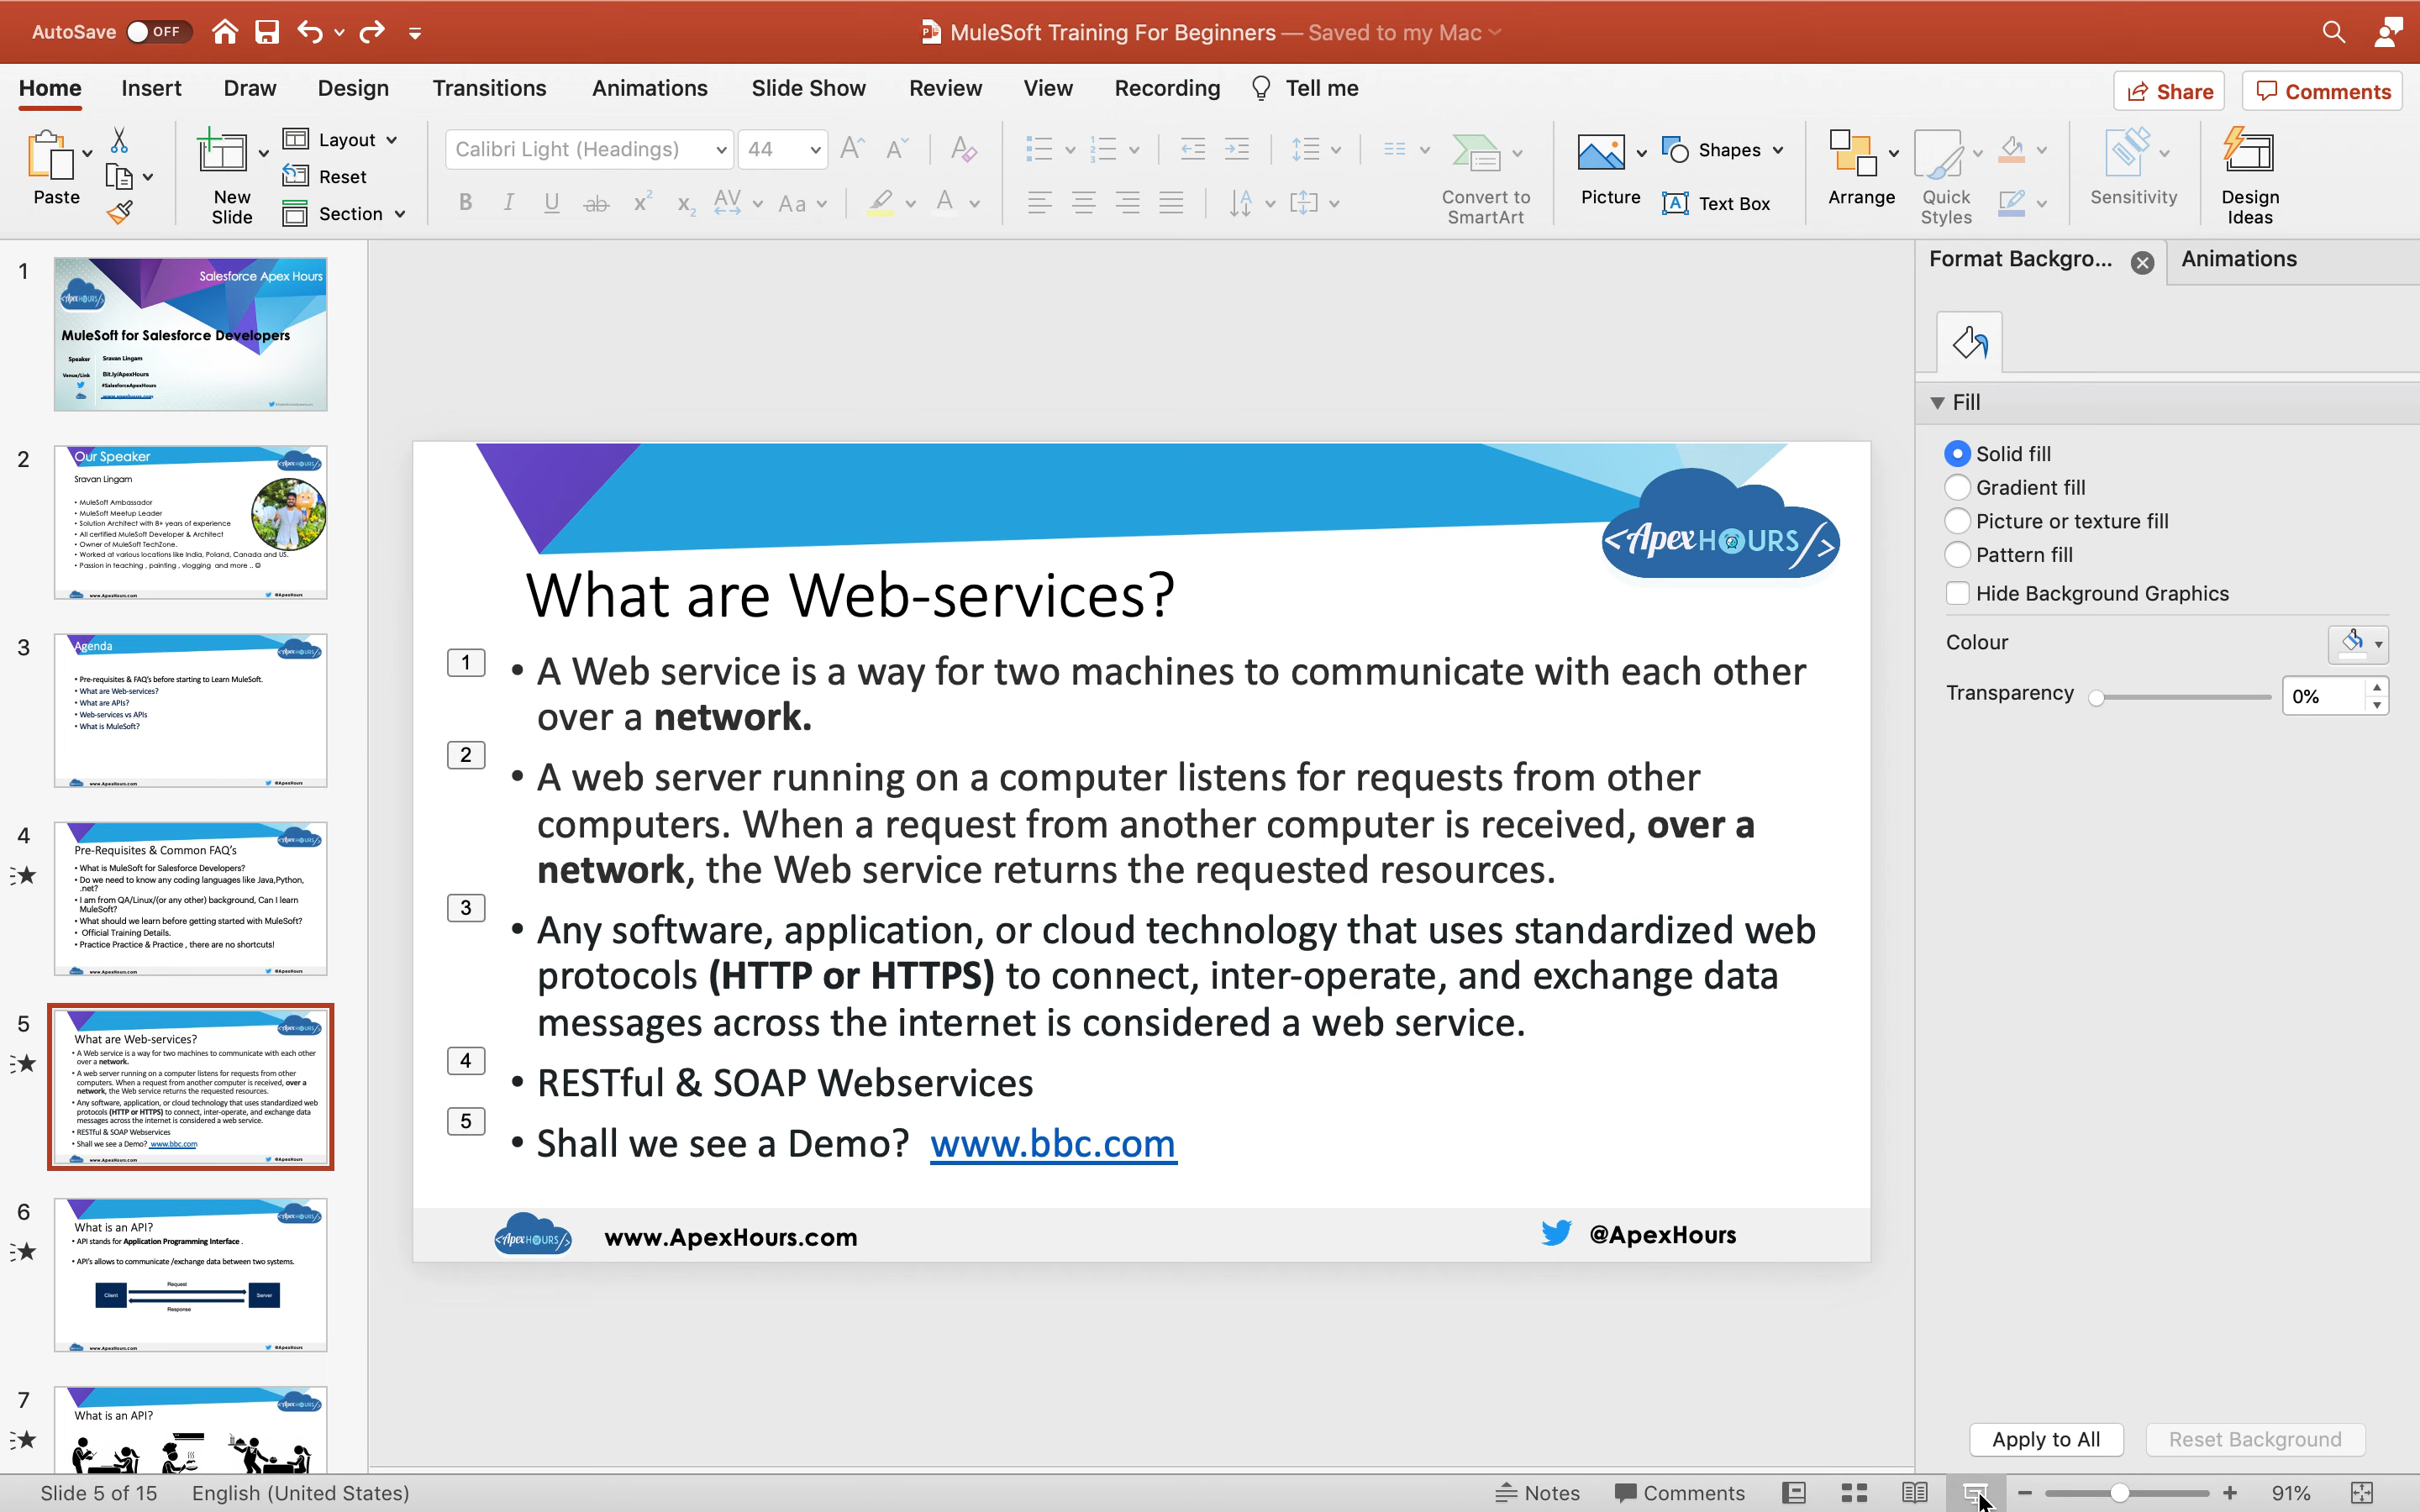 AutoSave OFF
MuleSoft Training For Beginners — Saved to my Mac
Home Insert Draw Design Transitions Animations Slide Show Review View Recording Tell me
Share Comments
Paste
New Slide
Layout
Reset
Section
Calibri Light (Headings) 44
Convert to SmartArt
Picture
Shapes
Text Box
Arrange
Quick Styles
Sensitivity
Design Ideas
1
Salesforce Apex Hours
MuleSoft for Salesforce Developers
Speaker Sravan Lingam
Venue/Link Bit.ly/ApexHours
#SalesforceApexHours
www.apexhours.com
2
Our Speaker
Sravan Lingam
• MuleSoft Ambassador
• MuleSoft Meetup Leader
• Solution Architect with 8+ years of experience
• All certified MuleSoft Developer & Architect
• Owner of MuleSoft TechZone.
• Worked at various locations like India, Poland, Canada and US.
• Passion in teaching , painting , vlogging and more .. ☺
www.ApexHours.com @ApexHours
3
Agenda
• Pre-requisites & FAQ's before starting to Learn MuleSoft.
• What are Web-services?
• What are APIs?
• Web-services vs APIs
• What is MuleSoft?
www.ApexHours.com @ApexHours
4
Pre-Requisites & Common FAQ's
• What is MuleSoft for Salesforce Developers?
• Do we need to know any coding languages like Java,Python,
.net?
• I am from QA/Linux/(or any other) background, Can I learn
MuleSoft?
• What should we learn before getting started with MuleSoft?
• Official Training Details.
• Practice Practice & Practice , there are no shortcuts!
www.ApexHours.com @ApexHours
5
What are Web-services?
• A Web service is a way for two machines to communicate with each other
over a network.
• A web server running on a computer listens for requests from other
computers. When a request from another computer is received, over a
network, the Web service returns the requested resources.
• Any software, application, or cloud technology that uses standardized web
protocols (HTTP or HTTPS) to connect, inter-operate, and exchange data
messages across the internet is considered a web service.
• RESTful & SOAP Webservices
• Shall we see a Demo? www.bbc.com
www.ApexHours.com @ApexHours
6
What is an API?
• API stands for Application Programming Interface .
• API's allows to communicate /exchange data between two systems.
Request
Client Server
Response
www.ApexHours.com @ApexHours
7
What is an API?
<ApexHOURS/>
What are Web-services?
1 • A Web service is a way for two machines to communicate with each other
over a network.
2 • A web server running on a computer listens for requests from other
computers. When a request from another computer is received, over a
network, the Web service returns the requested resources.
3 • Any software, application, or cloud technology that uses standardized web
protocols (HTTP or HTTPS) to connect, inter-operate, and exchange data
messages across the internet is considered a web service.
4 • RESTful & SOAP Webservices
5 • Shall we see a Demo? www.bbc.com
<ApexHOURS/> www.ApexHours.com @ApexHours
Format Backgro... Animations
Fill
Solid fill
Gradient fill
Picture or texture fill
Pattern fill
Hide Background Graphics
Colour
Transparency 0%
Apply to All Reset Background
Slide 5 of 15 English (United States) Notes Comments 91%